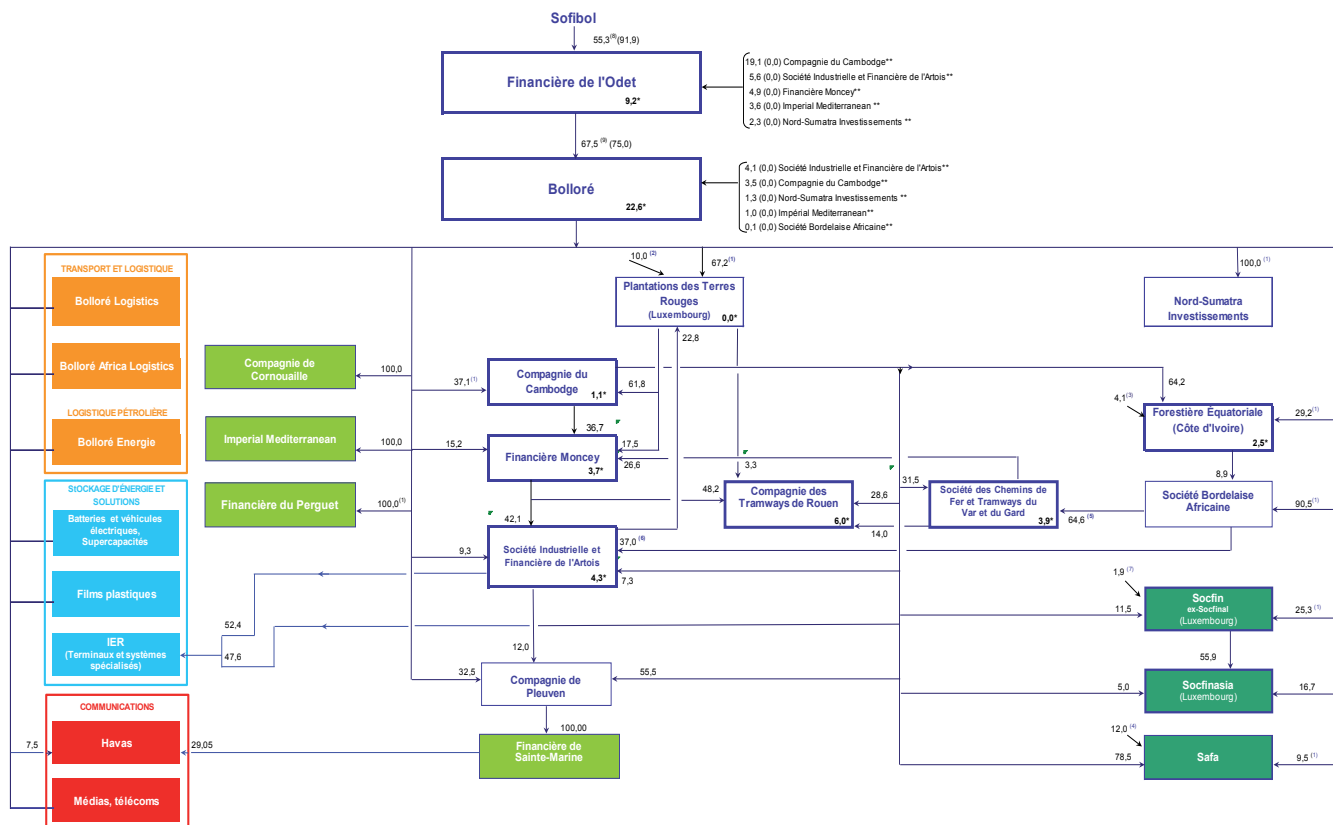 Sofibol
55,3(8)(91,9)
Financière de l'Odet
9,2*
19,1 (0,0) Compagnie du Cambodge**
5,6 (0,0) Société Industrielle et Financière de l'Artois**
4,9 (0,0) Financière Moncey**
3,6 (0,0) Imperial Mediterranean **
2,3 (0,0) Nord-Sumatra Investissements **
67,5 (9) (75,0)
Bolloré
22,6*
4,1 (0,0) Société Industrielle et Financière de l'Artois**
3,5 (0,0) Compagnie du Cambodge**
1,3 (0,0) Nord-Sumatra Investissements **
1,0 (0,0) Impérial Mediterranean**
0,1 (0,0) Société Bordelaise Africaine**
TRANSPORT ET LOGISTIQUE
Bolloré Logistics
Bolloré Africa Logistics
LOGISTIQUE PÉTROLIÈRE
Bolloré Energie
StOCKAGE D'ÉNERGIE ET
SOLUTIONS
Batteries et véhicules
électriques,
Supercapacités
Films plastiques
IER
(Terminaux et systèmes
spécialisés)
COMMUNICATIONS
Havas
Médias, télécoms
7,5
29,05
52,4
47,6
Compagnie de
Cornouaille
100,0
Imperial Mediterranean
100,0
Financière du Perguet
100,0(1)
10,0 (2)
67,2(1)
Plantations des Terres
Rouges
(Luxembourg)
0,0*
22,8
100,0 (1)
Nord-Sumatra
Investissements
37,1(1)
Compagnie du
Cambodge
1,1*
61,8
36,7
15,2
Financière Moncey
3,7*
17,5
26,6
3,3
42,1
48,2
Compagnie des
Tramways de Rouen
6,0*
28,6
14,0
31,5
Société des Chemins de
Fer et Tramways du
Var et du Gard
3,9*
64,6 (5)
64,2
4,1(3)
Forestière Équatoriale
(Côte d'Ivoire)
2,5*
29,2(1)
8,9
Société Bordelaise
Africaine
90,5(1)
9,3
Société Industrielle et
Financière de l'Artois
4,3*
37,0 (6)
7,3
12,0
32,5
Compagnie de
Pleuven
55,5
100,00
Financière de
Sainte-Marine
1,9 (7)
11,5
Socfin
ex-Socfinal
(Luxembourg)
25,3 (1)
55,9
5,0
Socfinasia
(Luxembourg)
16,7
12,0 (4)
78,5
Safa
9,5 (1)